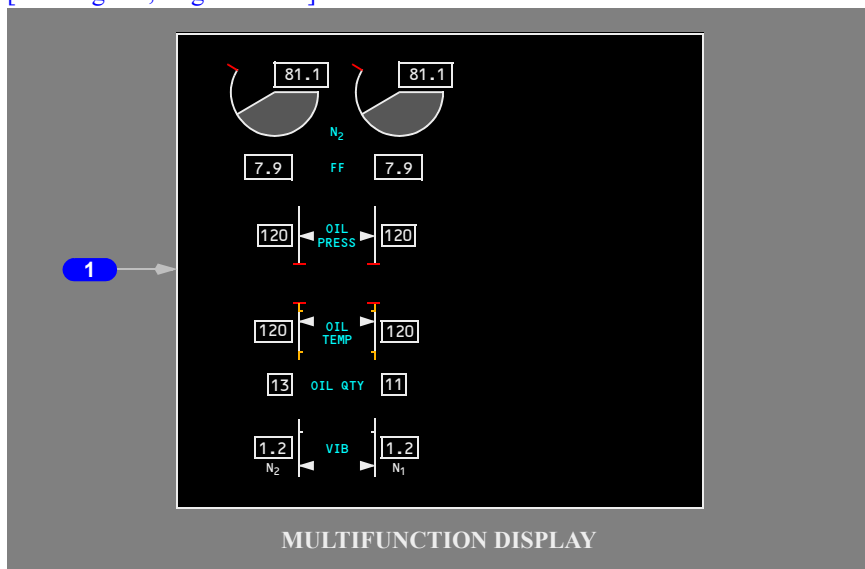 81.1 81.1
N2
7.9 FF 7.9
120 OIL PRESS 120
1
120 OIL TEMP 120
13 OIL QTY 11
1.2 VIB 1.2
N2 N1
MULTIFUNCTION DISPLAY